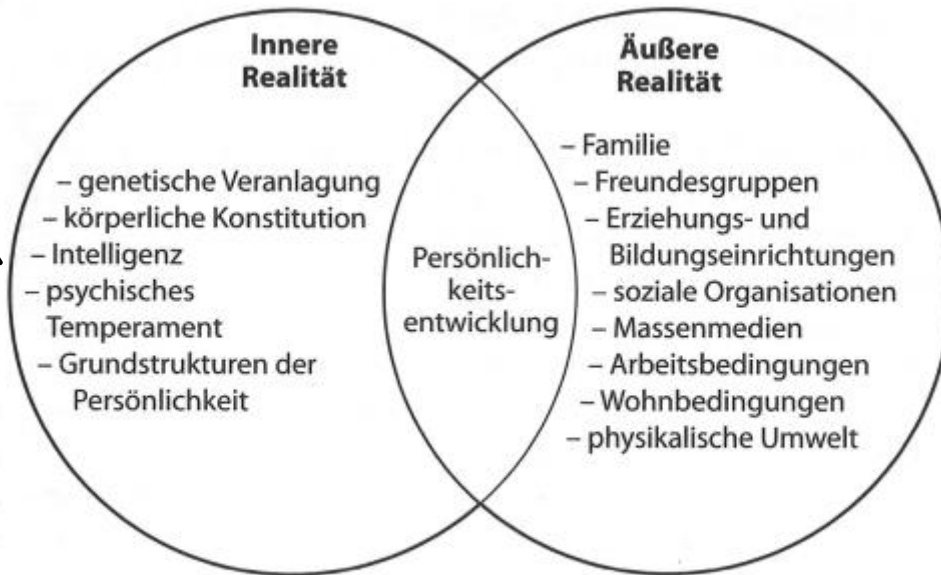 Innere
Realität
– genetische Veranlagung
– körperliche Konstitution
– Intelligenz
– psychisches
Temperament
– Grundstrukturen der
Persönlichkeit
Persönlich-
keits-
entwicklung
Äußere
Realität
– Familie
– Freundesgruppen
– Erziehungs- und
Bildungseinrichtungen
– soziale Organisationen
– Massenmedien
– Arbeitsbedingungen
– Wohnbedingungen
– physikalische Umwelt